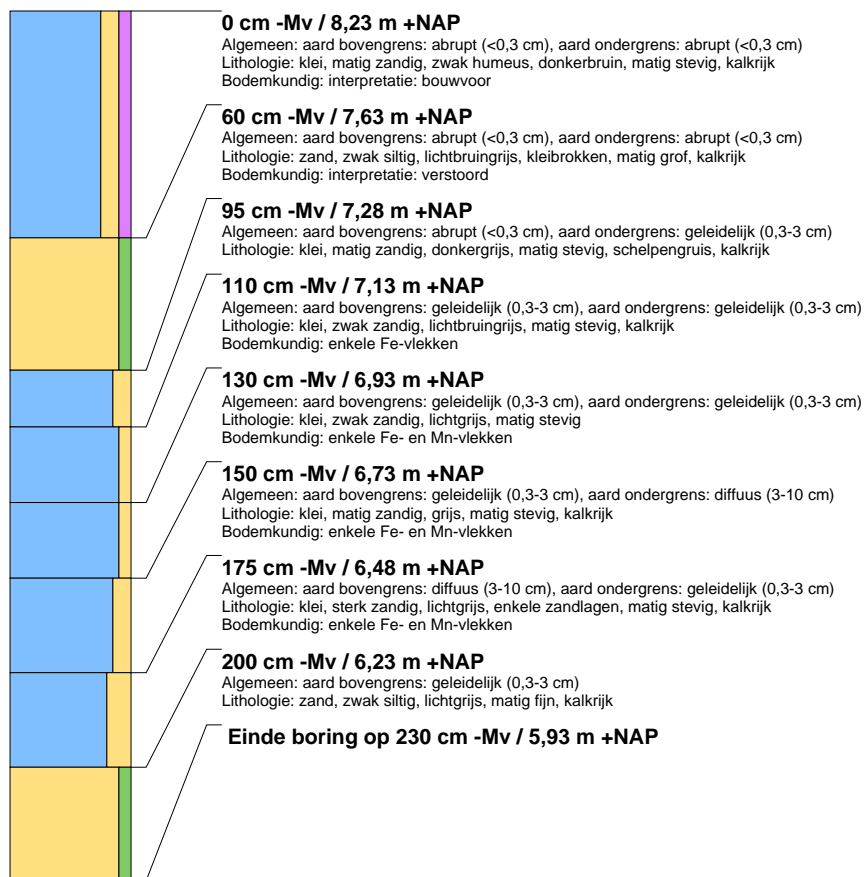 0 cm -Mv / 8,23 m +NAP
Algemeen: aard bovengrens: abrupt (<0,3 cm), aard ondergrens: abrupt (<0,3 cm)
Lithologie: klei, matig zandig, zwak humeus, donkerbruin, matig stevig, kalkrijk
Bodemkundig: interpretatie: bouwvoor
60 cm -Mv / 7,63 m +NAP
Algemeen: aard bovengrens: abrupt (<0,3 cm), aard ondergrens: abrupt (<0,3 cm)
Lithologie: zand, zwak siltig, lichtbruingrijs, kleibrokken, matig grof, kalkrijk
Bodemkundig: interpretatie: verstoord
95 cm -Mv / 7,28 m +NAP
Algemeen: aard bovengrens: abrupt (<0,3 cm), aard ondergrens: geleidelijk (0,3-3 cm)
Lithologie: klei, matig zandig, donkergrijs, matig stevig, schelpengruis, kalkrijk
110 cm -Mv / 7,13 m +NAP
Algemeen: aard bovengrens: geleidelijk (0,3-3 cm), aard ondergrens: geleidelijk (0,3-3 cm)
Lithologie: klei, zwak zandig, lichtbruingrijs, matig stevig, kalkrijk
Bodemkundig: enkele Fe-vlekken
130 cm -Mv / 6,93 m +NAP
Algemeen: aard bovengrens: geleidelijk (0,3-3 cm), aard ondergrens: geleidelijk (0,3-3 cm)
Lithologie: klei, zwak zandig, lichtgrijs, matig stevig
Bodemkundig: enkele Fe- en Mn-vlekken
150 cm -Mv / 6,73 m +NAP
Algemeen: aard bovengrens: geleidelijk (0,3-3 cm), aard ondergrens: diffuus (3-10 cm)
Lithologie: klei, matig zandig, grijs, matig stevig, kalkrijk
Bodemkundig: enkele Fe- en Mn-vlekken
175 cm -Mv / 6,48 m +NAP
Algemeen: aard bovengrens: diffuus (3-10 cm), aard ondergrens: geleidelijk (0,3-3 cm)
Lithologie: klei, sterk zandig, lichtgrijs, enkele zandlagen, matig stevig, kalkrijk
Bodemkundig: enkele Fe- en Mn-vlekken
200 cm -Mv / 6,23 m +NAP
Algemeen: aard bovengrens: geleidelijk (0,3-3 cm)
Lithologie: zand, zwak siltig, lichtgrijs, matig fijn, kalkrijk
Einde boring op 230 cm -Mv / 5,93 m +NAP